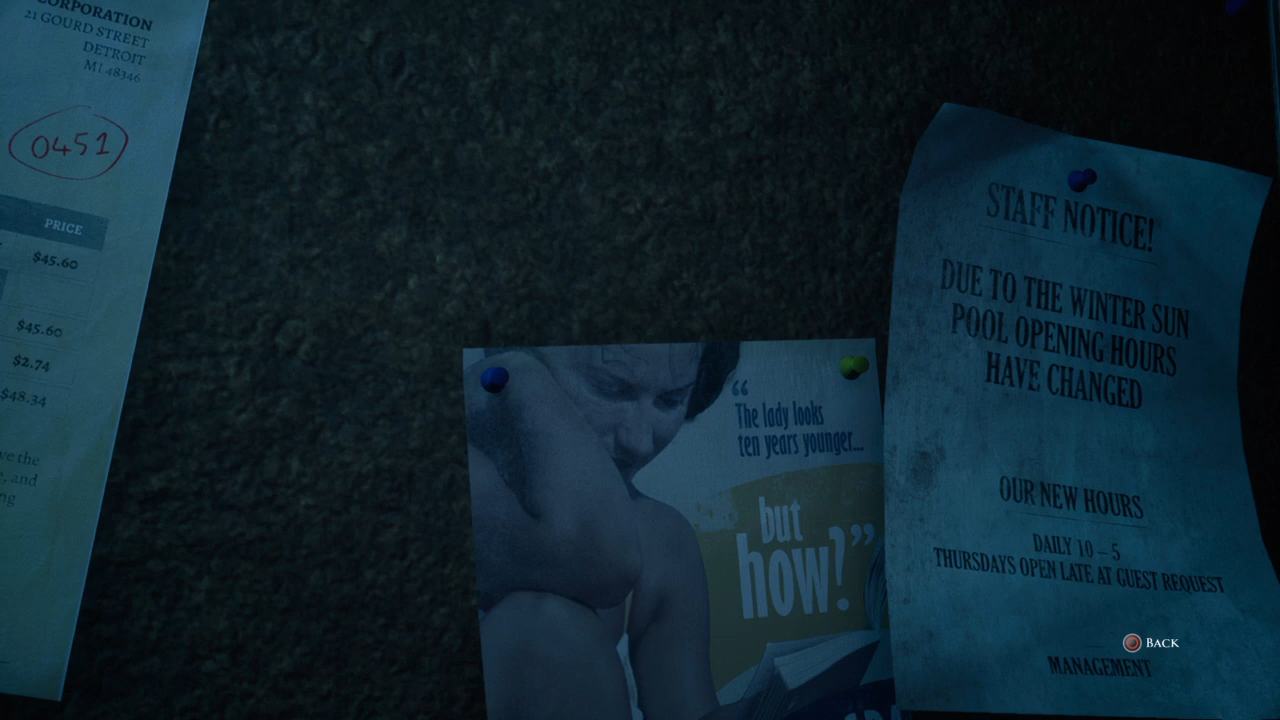 CORPORATION
21 GOURD STREET
DETROIT
MI 48346
0451
PRICE
$45.60
$45.60
$2.74
$48.34
the
and
“
The lady looks
ten years younger...
but
how?”
STAFF NOTICE!
DUE TO THE WINTER SUN
POOL OPENING HOURS
HAVE CHANGED
OUR NEW HOURS
DAILY 10 – 5
THURSDAYS OPEN LATE AT GUEST REQUEST
MANAGEMENT
BACK